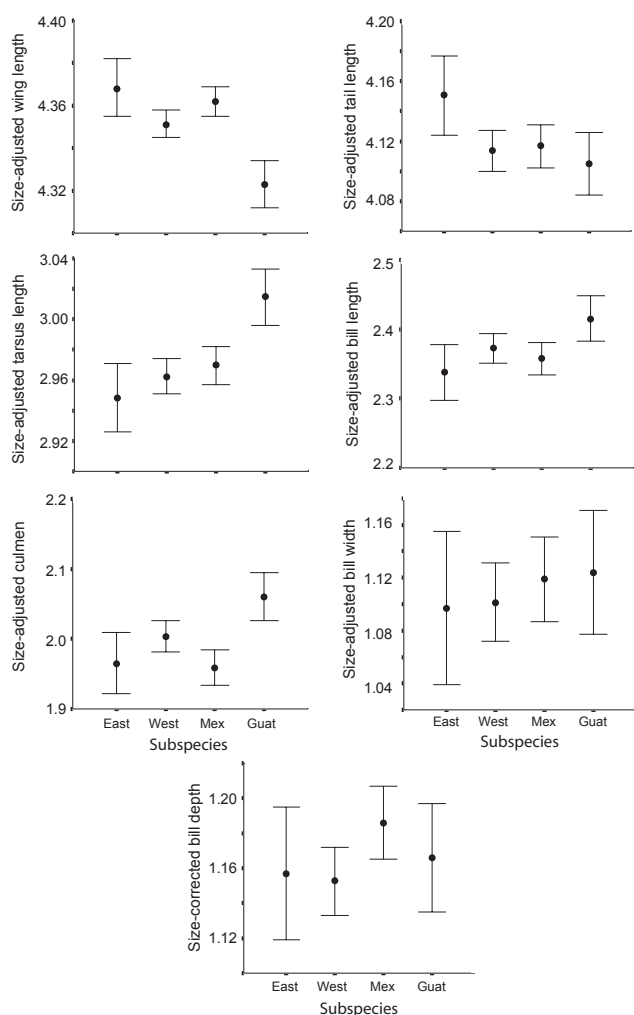 Size-adjusted wing length
4.40
4.36
4.32
Size-adjusted tail length
4.20
4.16
4.12
4.08
Size-adjusted tarsus length
3.04
3.00
2.96
2.92
Size-adjusted bill length
2.5
2.4
2.3
2.2
Size-adjusted culmen
2.2
2.1
2.0
1.9
East West Mex Guat
Subspecies
Size-adjusted bill width
1.16
1.12
1.08
1.04
East West Mex Guat
Subspecies
Size-corrected bill depth
1.20
1.16
1.12
East West Mex Guat
Subspecies